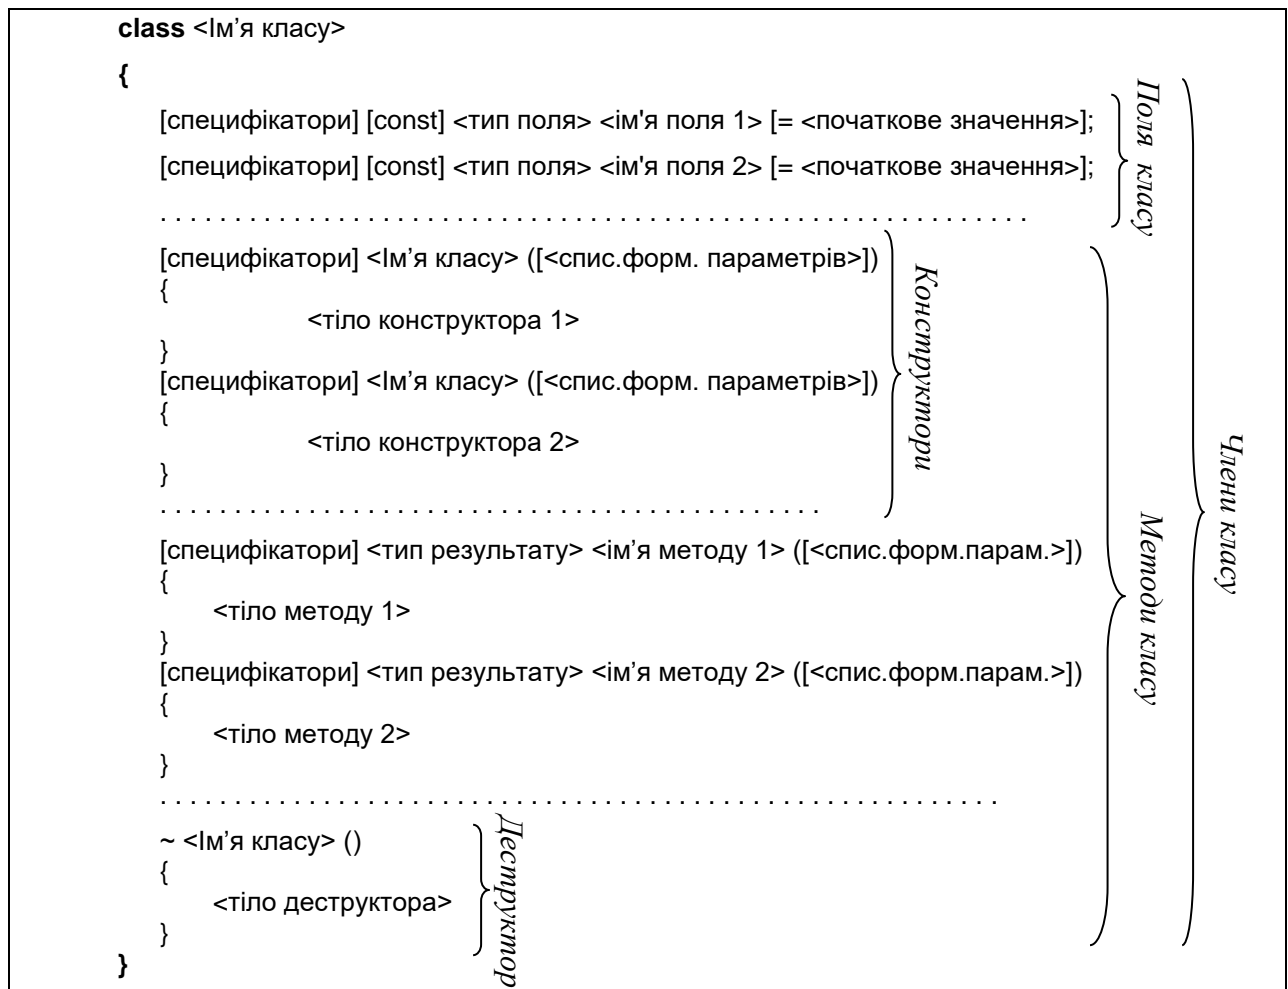 class <Ім’я класу>
{
[специфікатори] [const] <тип поля> <ім'я поля 1> [= <початкове значення>];
[специфікатори] [const] <тип поля> <ім'я поля 2> [= <початкове значення>];
. . . . . . . . . . . . . . . . . . . . . . . . . . . . . . . . . . . . . . . . . . . . . . . . . . . . . . . . . . .
Поля класу
[специфікатори] <Ім’я класу> ([<спис.форм. параметрів>])
{
<тіло конструктора 1>
}
[специфікатори] <Ім’я класу> ([<спис.форм. параметрів>])
{
<тіло конструктора 2>
}
. . . . . . . . . . . . . . . . . . . . . . . . . . . . . . . . . . . . . . . . . . . . .
Конструктори
[специфікатори] <тип результату> <ім’я методу 1> ([<спис.форм.парам.>])
{
<тіло методу 1>
}
[специфікатори] <тип результату> <ім’я методу 2> ([<спис.форм.парам.>])
{
<тіло методу 2>
}
. . . . . . . . . . . . . . . . . . . . . . . . . . . . . . . . . . . . . . . . . . . . . . . . . . . . . . . . .
~ <Ім’я класу> ()
{
<тіло деструктора>
}
Деструктор
}
Методи класу
Члени класу